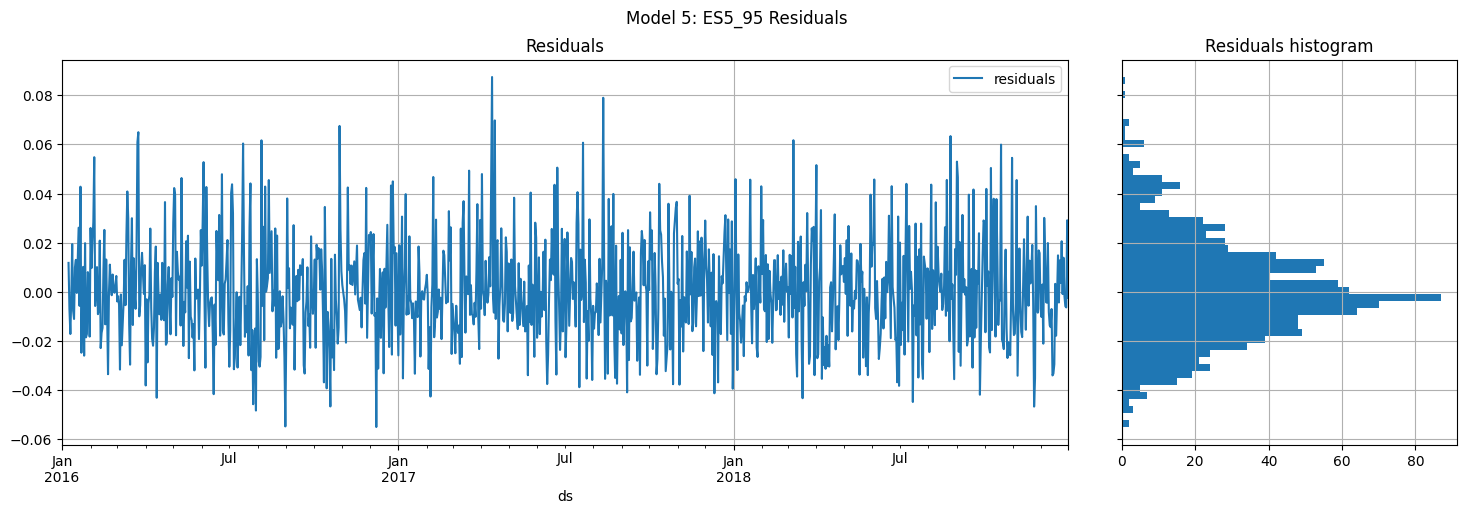 Model 5: ES5_95 Residuals
Residuals
residuals
0.08
0.06
0.04
0.02
0.00
−0.02
−0.04
−0.06
Jan
2016
Jul
Jan
2017
Jul
Jan
2018
Jul
ds
Residuals histogram
0 20 40 60 80